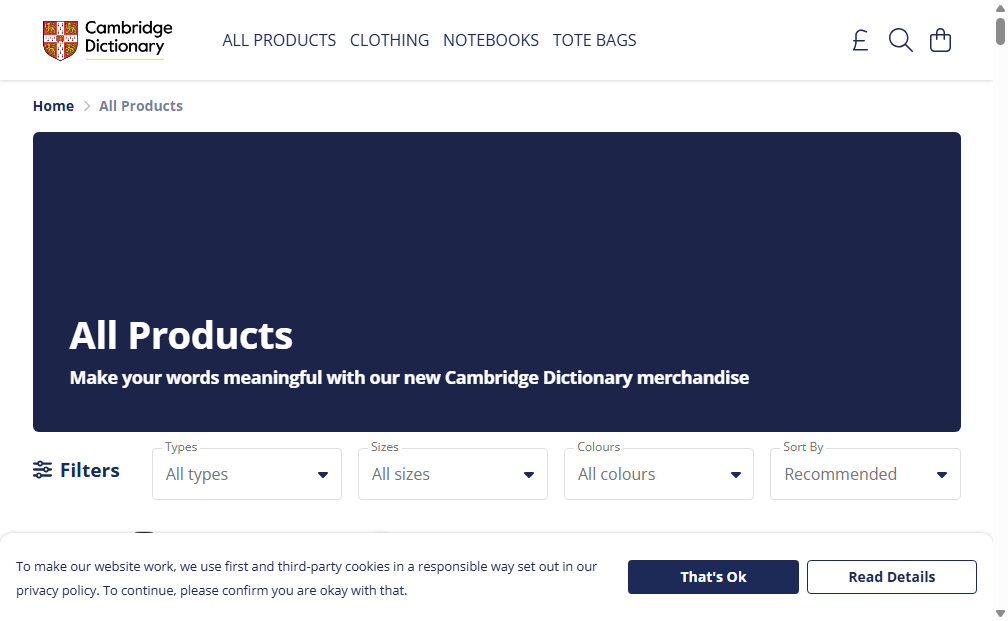 Cambridge
Dictionary
ALL PRODUCTS CLOTHING NOTEBOOKS TOTE BAGS
£
Home All Products
All Products
Make your words meaningful with our new Cambridge Dictionary merchandise
Filters
Types
All types
Sizes
All sizes
Colours
All colours
Sort By
Recommended
To make our website work, we use first and third-party cookies in a responsible way set out in our
privacy policy. To continue, please confirm you are okay with that.
That's Ok
Read Details